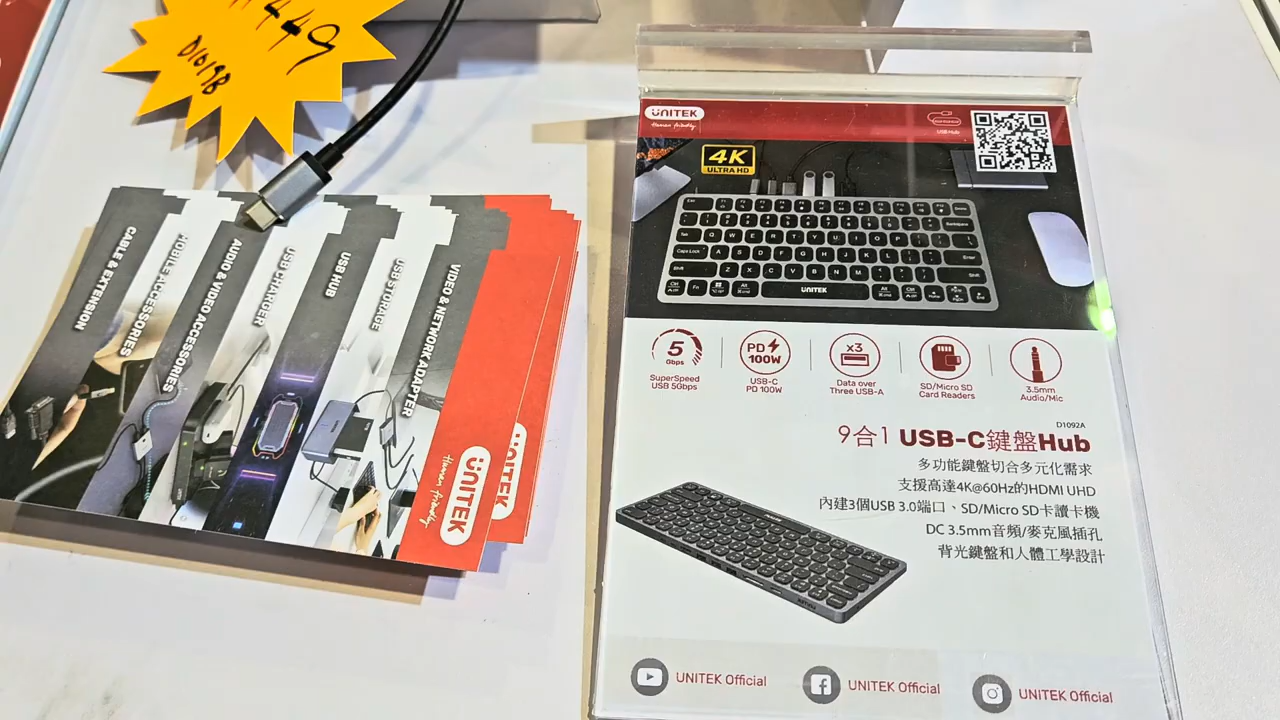 449
D1019B
CABLE & EXTENSION
MOBILE ACCESSORIES
AUDIO & VIDEO ACCESSORIES
USB CHARGER
USB HUB
USB STORAGE
VIDEO & NETWORK ADAPTER
UNITEK
Human friendly
UNITEK
UNITEK
Human friendly
USB Hub
4K
ULTRA HD
UNITEK
5
Gbps
SuperSpeed
USB 5Gbps
PD
100W
USB-C
PD 100W
x3
Data over
Three USB-A
SD/Micro SD
Card Readers
3.5mm
Audio/Mic
D1092A
9合1 USB-C鍵盤Hub
多功能鍵盤切合多元化需求
支援高達4K@60Hz的HDMI UHD
內建3個USB 3.0端口、SD/Micro SD卡讀卡機
DC 3.5mm音頻/麥克風插孔
背光鍵盤和人體工學設計
UNITEK Official
UNITEK Official
UNITEK Official